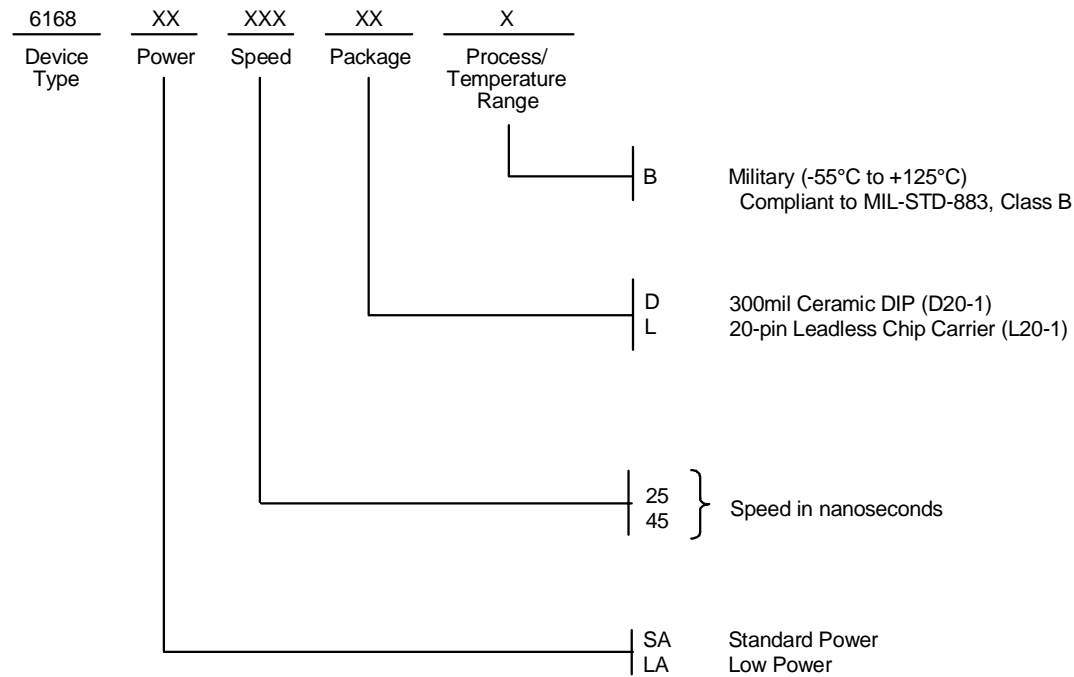 6168 XX XXX XX X
Device Type Power Speed Package Process/ Temperature Range
B Military (-55°C to +125°C)
Compliant to MIL-STD-883, Class B
D 300mil Ceramic DIP (D20-1)
L 20-pin Leadless Chip Carrier (L20-1)
25
45
Speed in nanoseconds
SA Standard Power
LA Low Power